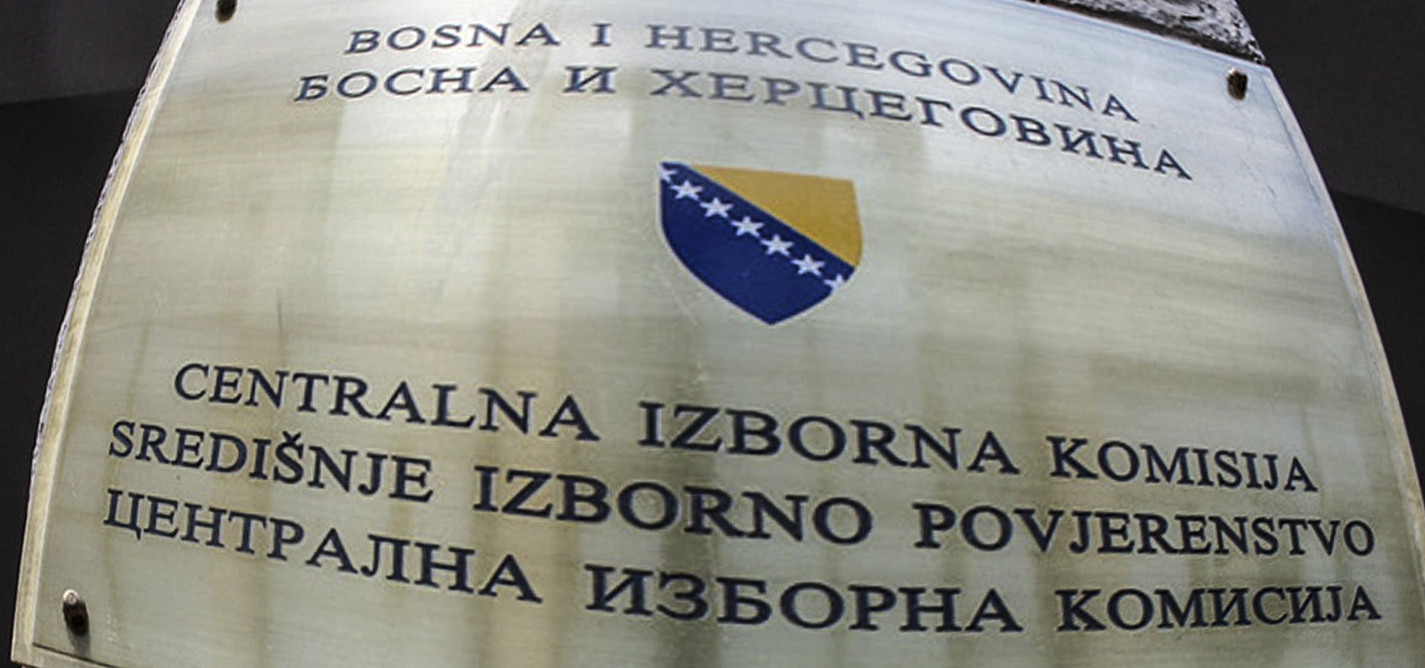 BOSNA I HERCEGOVINA
БОСНА И ХЕРЦЕГОВИНА
CENTRALNA IZBORNA KOMISIJA
SREDIŠNJE IZBORNO POVJERENSTVO
ЦЕНТРАЛНА ИЗБОРНА КОМИСИЈА